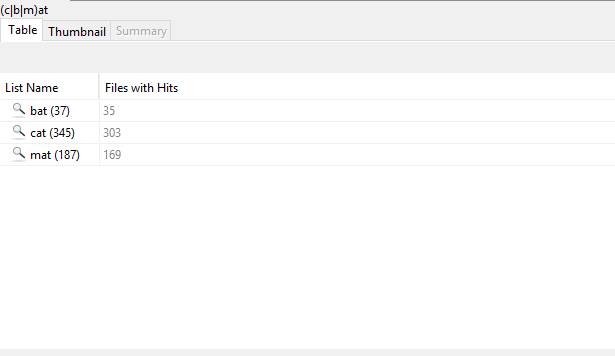 (c|b|m)at
Table Thumbnail Summary
List Name Files with Hits
bat (37) 35
cat (345) 303
mat (187) 169